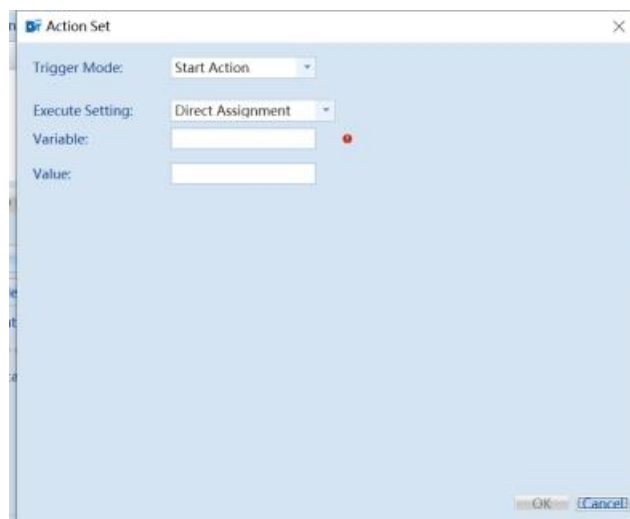 Action Set
Trigger Mode: Start Action
Execute Setting: Direct Assignment
Variable:
Value:
OK Cancel